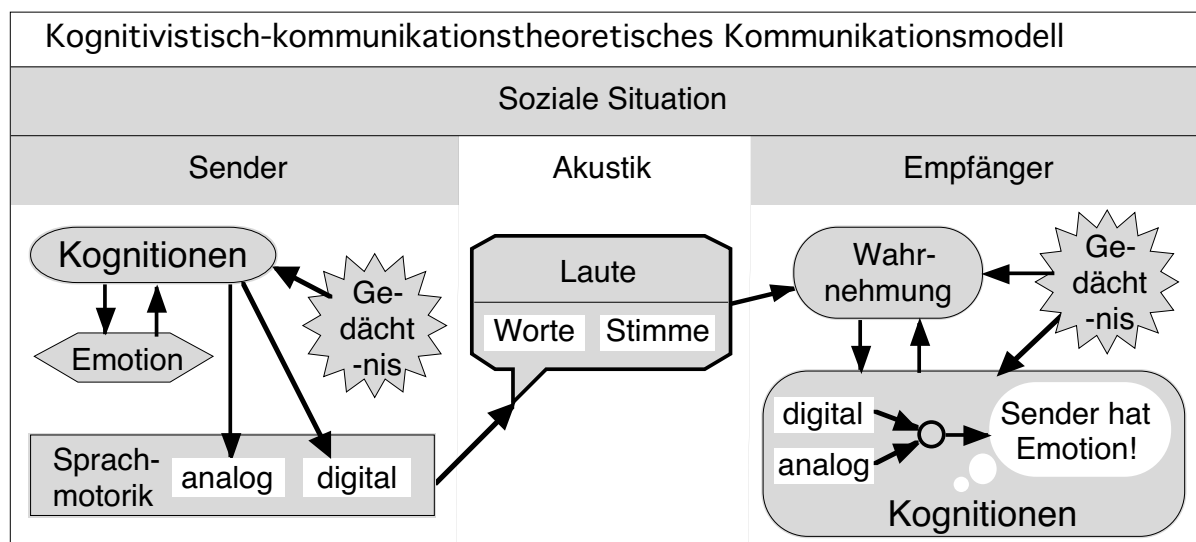 Kognitivistisch-kommunikationstheoretisches Kommunikationsmodell
Soziale Situation
Sender
Akustik
Empfänger
Kognitionen
Emotion
Ge-
dächt
-nis
Sprach-
motorik
analog
digital
Laute
Worte
Stimme
Wahr-
nehmung
Ge-
dächt
-nis
digital
analog
Sender hat
Emotion!
Kognitionen